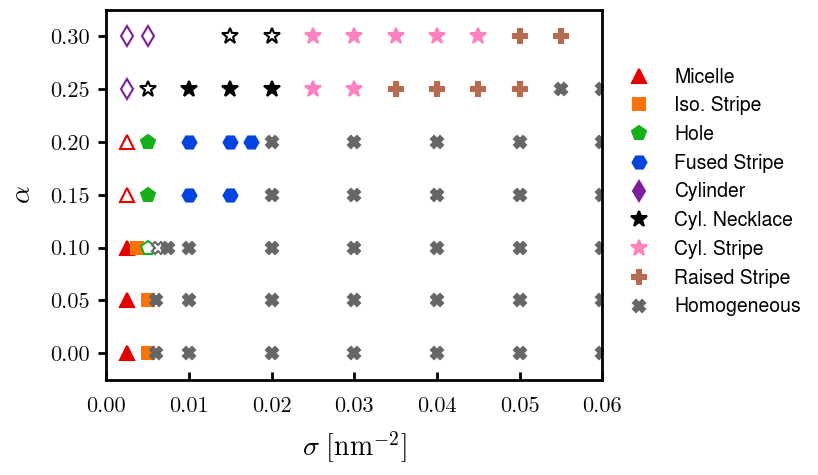 0.30
0.25
0.20
0.15
0.10
0.05
0.00
α
0.00 0.01 0.02 0.03 0.04 0.05 0.06
σ [nm⁻²]
Micelle
Iso. Stripe
Hole
Fused Stripe
Cylinder
Cyl. Necklace
Cyl. Stripe
Raised Stripe
Homogeneous